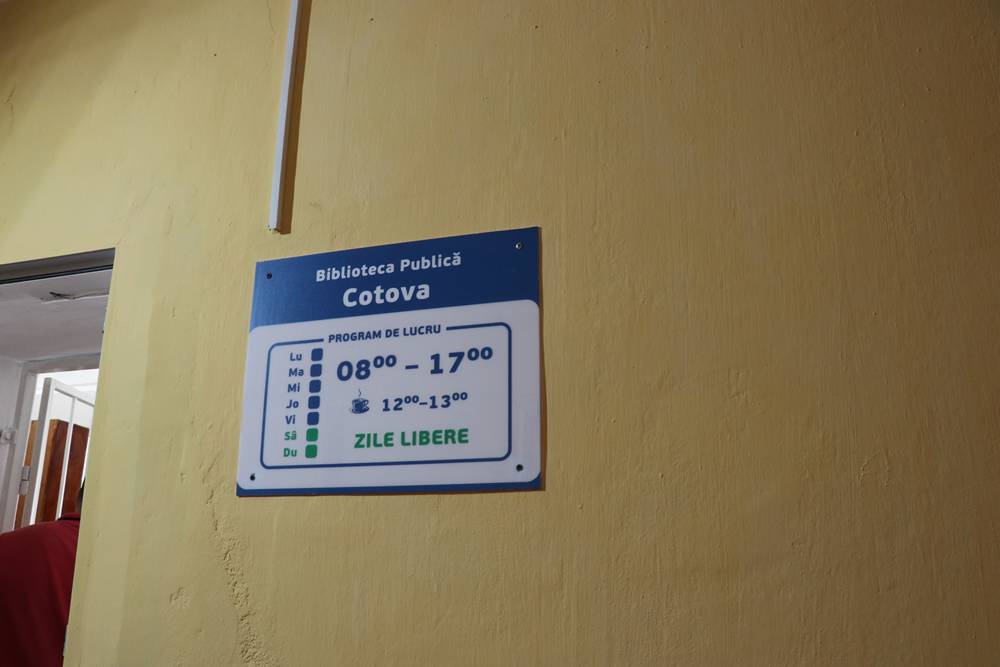 Biblioteca Publică
Cotova
PROGRAM DE LUCRU
Lu
Ma
Mi
Jo
Vi
Sâ
Du
08⁰⁰ – 17⁰⁰
12⁰⁰–13⁰⁰
ZILE LIBERE